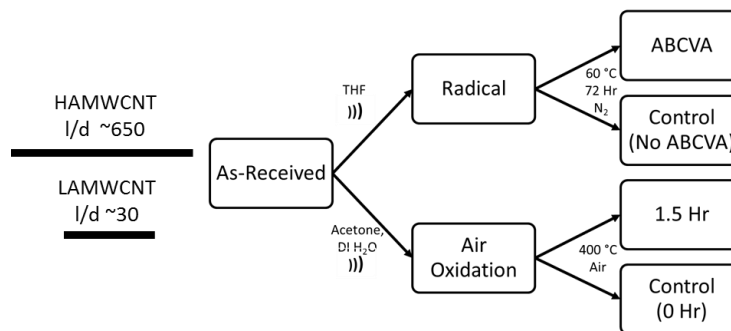 HAMWCNT
l/d ~650
LAMWCNT
l/d ~30
As-Received
THF
)))
Acetone,
DI H₂O
)))
Radical
Air
Oxidation
60 °C
72 Hr
N₂
400 °C
Air
ABCVA
Control
(No ABCVA)
1.5 Hr
Control
(0 Hr)